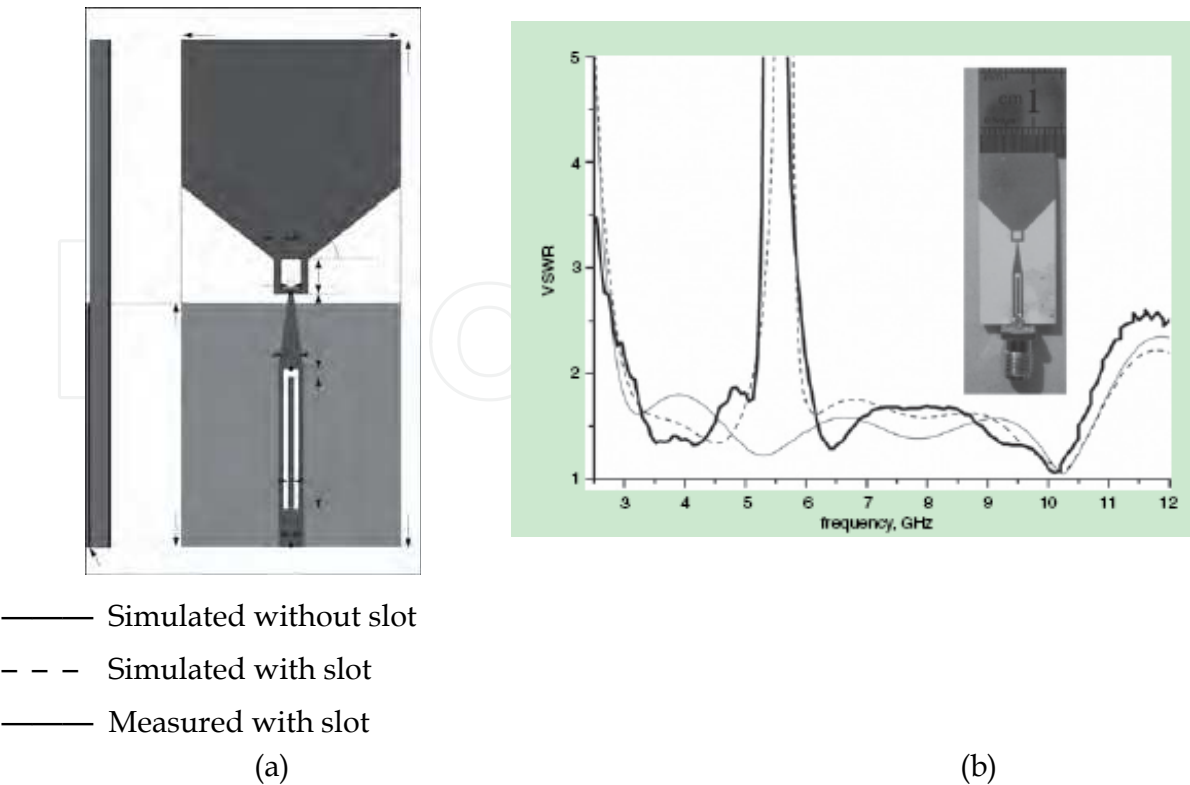 5
4
3
2
1
VSWR
cm 1
3 4 5 6 7 8 9 10 11 12
frequency, GHz
Simulated without slot
Simulated with slot
Measured with slot
(a) (b)